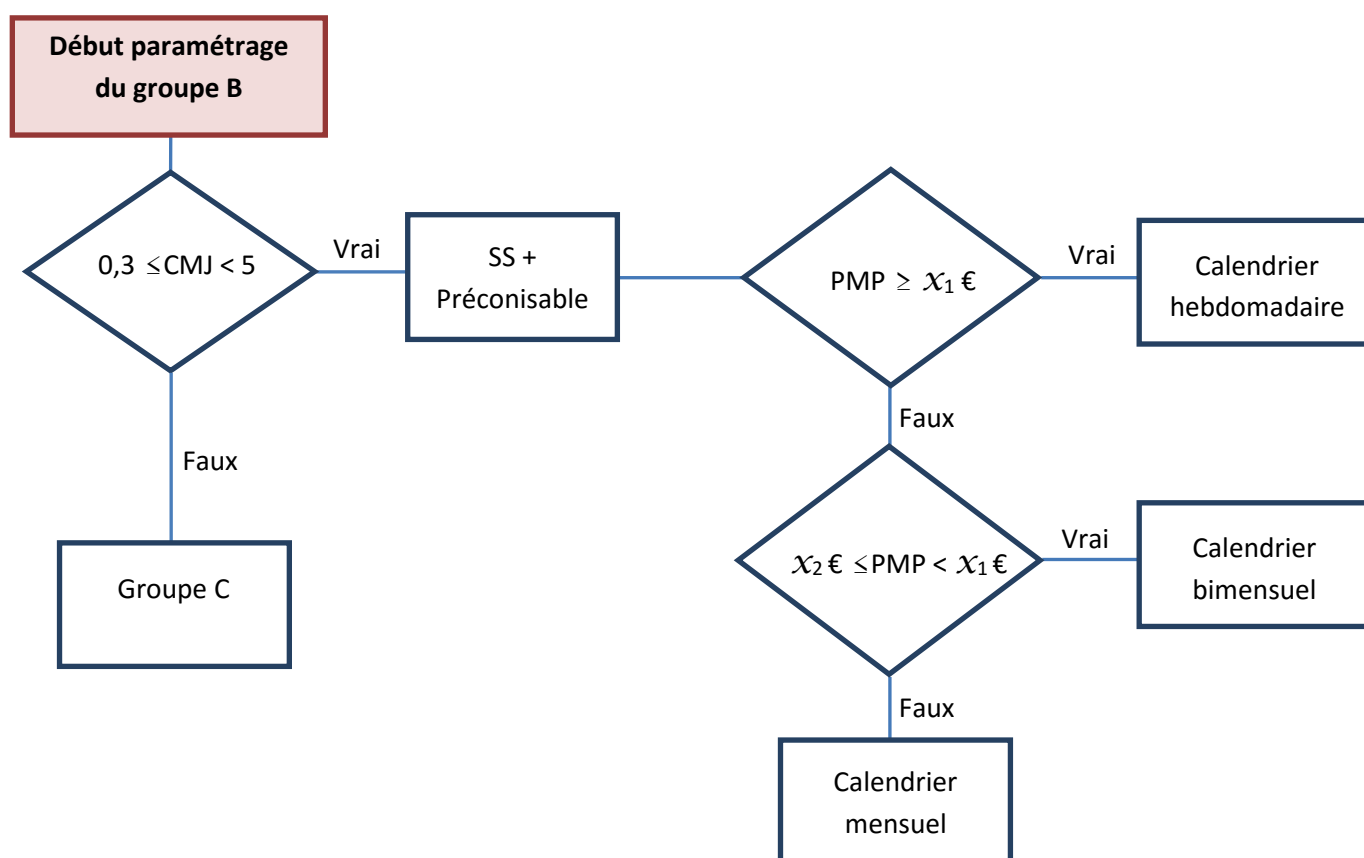 Début paramétrage
du groupe B
0,3 ≤CMJ < 5
Vrai
SS +
Préconisable
PMP ≥ x₁ €
Vrai
Calendrier
hebdomadaire
Faux
Groupe C
Faux
x₂ € ≤PMP < x₁ €
Vrai
Calendrier
bimensuel
Faux
Calendrier
mensuel